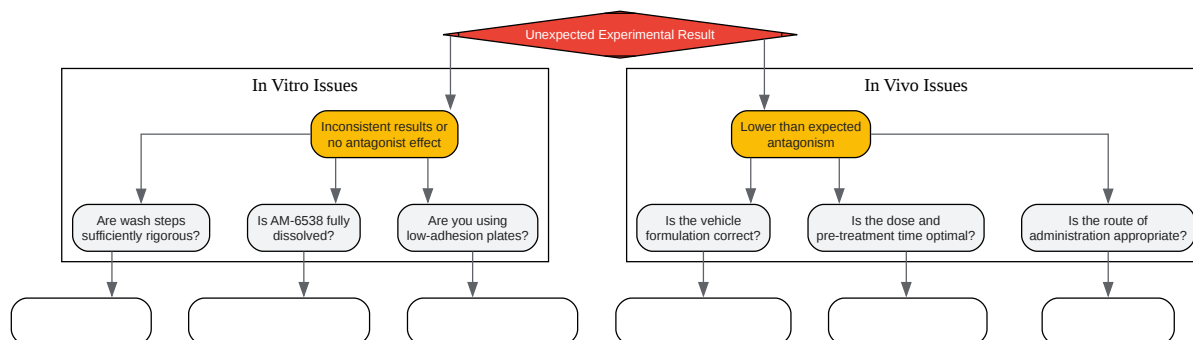 Unexpected Experimental Result
In Vitro Issues
In Vivo Issues
Inconsistent results or
no antagonist effect
Lower than expected
antagonism
Are wash steps
sufficiently rigorous?
Is AM-6538 fully
dissolved?
Are you using
low-adhesion plates?
Is the vehicle
formulation correct?
Is the dose and
pre-treatment time optimal?
Is the route of
administration appropriate?